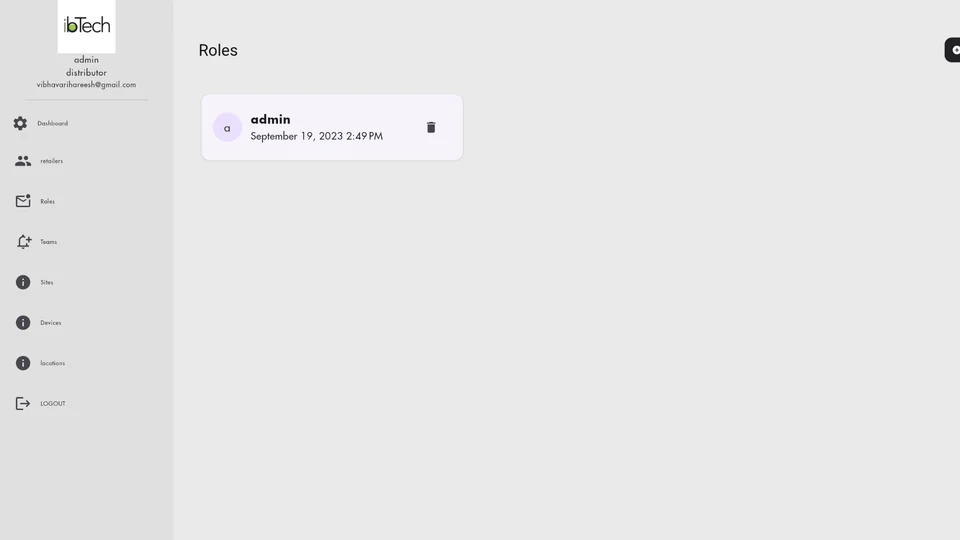 ibTech
admin
distributor
vibhavarihareesh@gmail.com
Dashboard
retailers
Roles
Teams
Sites
Devices
locations
LOGOUT
Roles
a
admin
September 19, 2023 2:49 PM